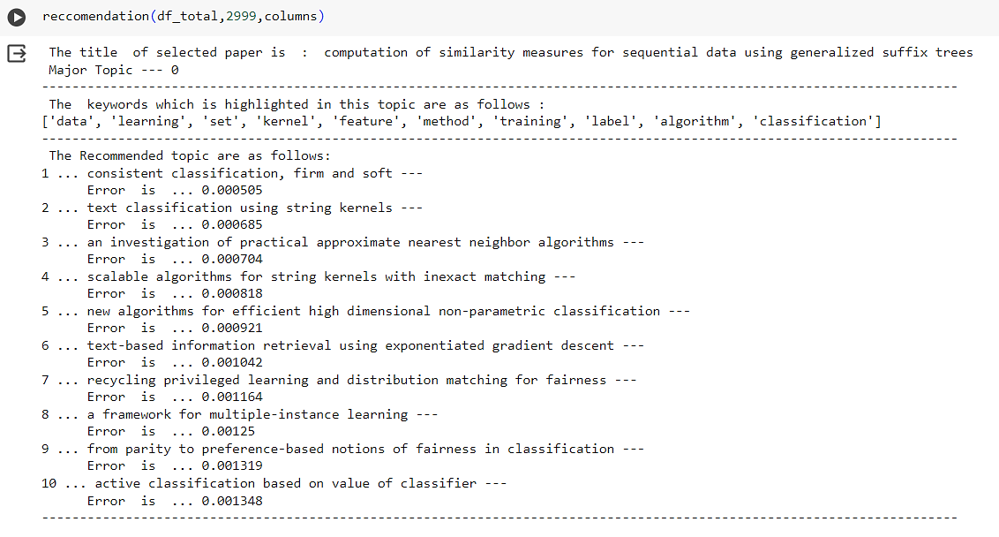 reccomendation(df_total,2999,columns)
The title  of selected paper is  :  computation of similarity measures for sequential data using generalized suffix trees
Major Topic --- 0
------------------------------------------------------------------------------------------------------------------------
The  keywords which is highlighted in this topic are as follows :
['data', 'learning', 'set', 'kernel', 'feature', 'method', 'training', 'label', 'algorithm', 'classification']
------------------------------------------------------------------------------------------------------------------------
The Recommended topic are as follows:
1 ... consistent classification, firm and soft ---
Error  is  ... 0.000505
2 ... text classification using string kernels ---
Error  is  ... 0.000685
3 ... an investigation of practical approximate nearest neighbor algorithms ---
Error  is  ... 0.000704
4 ... scalable algorithms for string kernels with inexact matching ---
Error  is  ... 0.000818
5 ... new algorithms for efficient high dimensional non-parametric classification ---
Error  is  ... 0.000921
6 ... text-based information retrieval using exponentiated gradient descent ---
Error  is  ... 0.001042
7 ... recycling privileged learning and distribution matching for fairness ---
Error  is  ... 0.001164
8 ... a framework for multiple-instance learning ---
Error  is  ... 0.00125
9 ... from parity to preference-based notions of fairness in classification ---
Error  is  ... 0.001319
10 ... active classification based on value of classifier ---
Error  is  ... 0.001348
------------------------------------------------------------------------------------------------------------------------